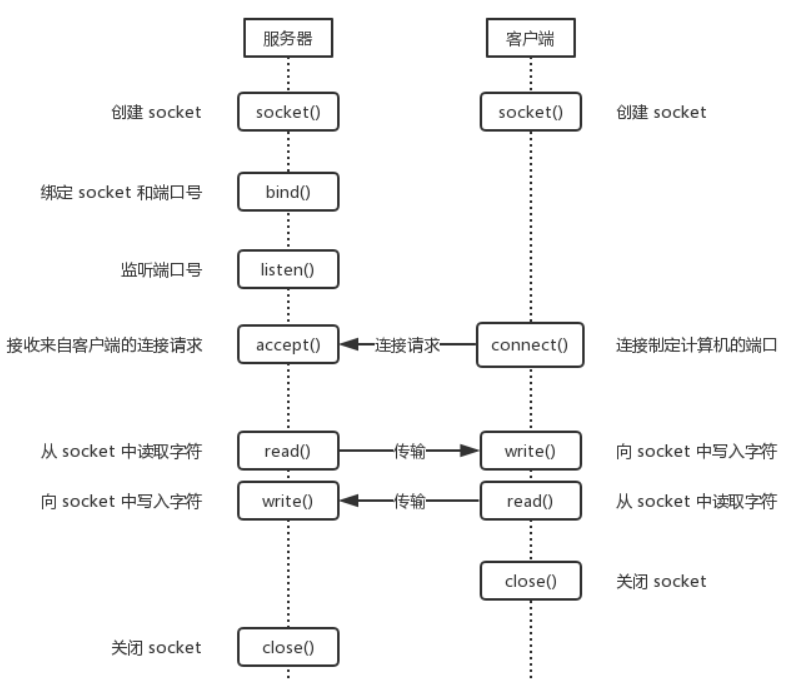 服务器 客户端
创建 socket socket() socket() 创建 socket
绑定 socket 和端口号 bind()
监听端口号 listen()
接收来自客户端的连接请求 accept() 连接请求 connect() 连接制定计算机的端口
从 socket 中读取字符 read() 传输 write() 向 socket 中写入字符
向 socket 中写入字符 write() 传输 read() 从 socket 中读取字符
close() 关闭 socket
关闭 socket close()